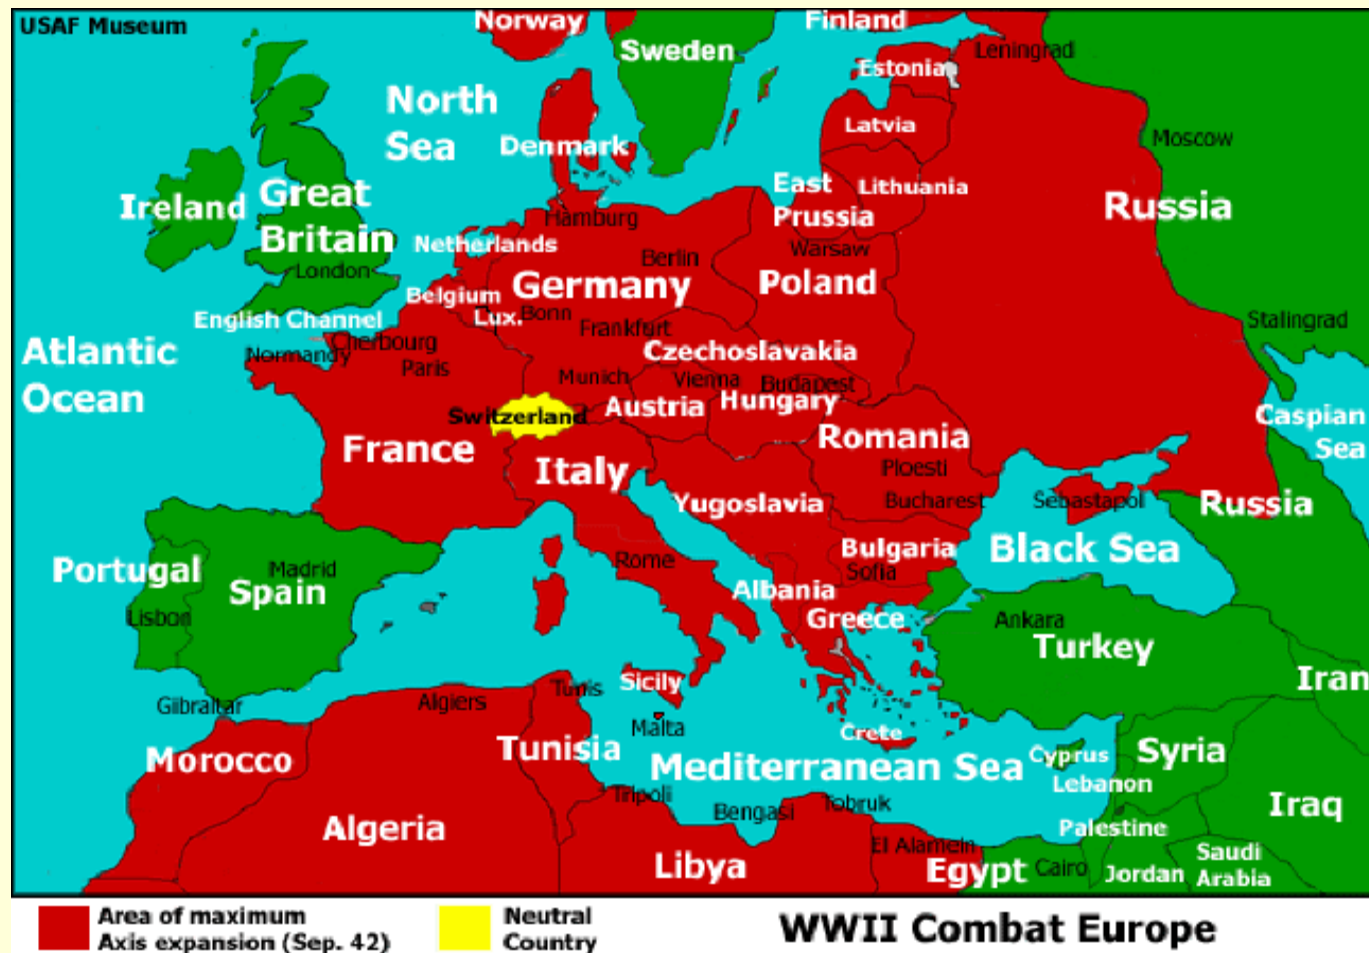 USAF Museum
Norway
Finland
Sweden
Leningrad
Estonia
North
Sea
Latvia
Denmark
Moscow
East
Prussia
Lithuania
Ireland
Great
Britain
Russia
Hamburg
Netherlands
Warsaw
Berlin
London
Germany
Poland
Belgium
Lux.
Bonn
English Channel
Frankfurt
Stalingrad
Cherbourg
Normandy
Paris
Czechoslavakia
Atlantic
Ocean
Munich
Vienna
Budapest
Switzerland
Austria
Hungary
Caspian
Sea
France
Romania
Italy
Ploesti
Yugoslavia
Bucharest
Sebastapol
Russia
Bulgaria
Black Sea
Rome
Sofia
Portugal
Madrid
Spain
Albania
Lisbon
Greece
Ankara
Turkey
Iran
Sicily
Tunis
Algiers
Giibraltar
Malta
Crete
Morocco
Tunisia
Mediterranean Sea
Cyprus
Syria
Lebanon
Tripoli
Bengasi
Tobruk
Iraq
Algeria
Palestine
El Alamein
Libya
Egypt
Cairo
Jordan
Saudi
Arabia
Area of maximum
Axis expansion (Sep. 42)
Neutral
Country
WWII Combat Europe